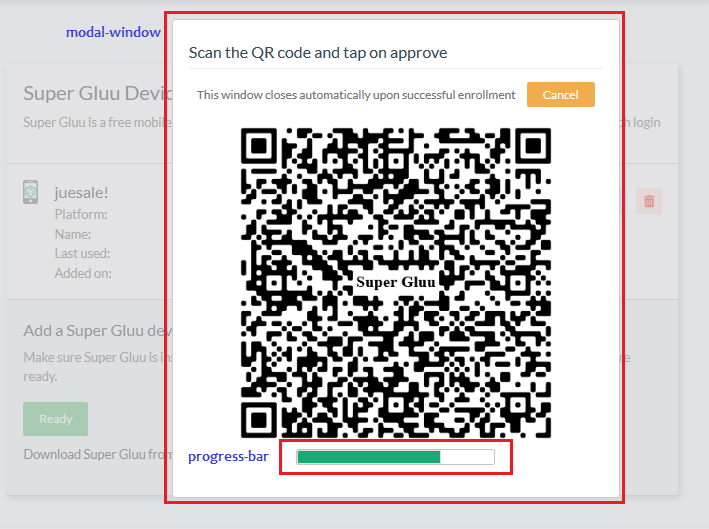 modal-window
Scan the QR code and tap on approve
This window closes automatically upon successful enrollment
Cancel
Super Gluu Devic
Super Gluu is a free mobile
h login
juesale!
Platform:
Name:
Last used:
Added on:
Super Gluu
Add a Super Gluu dev
Make sure Super Gluu is ins
re
ready.
Ready
Download Super Gluu from
progress-bar